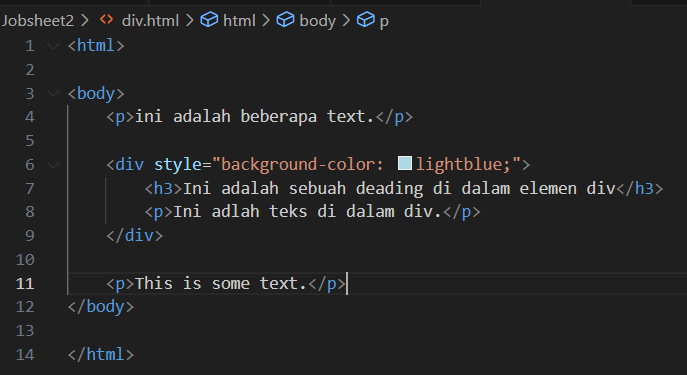 Jobsheet2 > <> div.html > html > body > p
1 <html>
2
3 <body>
4 <p>ini adalah beberapa text.</p>
5
6 <div style="background-color: lightblue;">
7 <h3>Ini adalah sebuah deading di dalam elemen div</h3>
8 <p>Ini adlah teks di dalam div.</p>
9 </div>
10
11 <p>This is some text.</p>
12 </body>
13
14 </html>